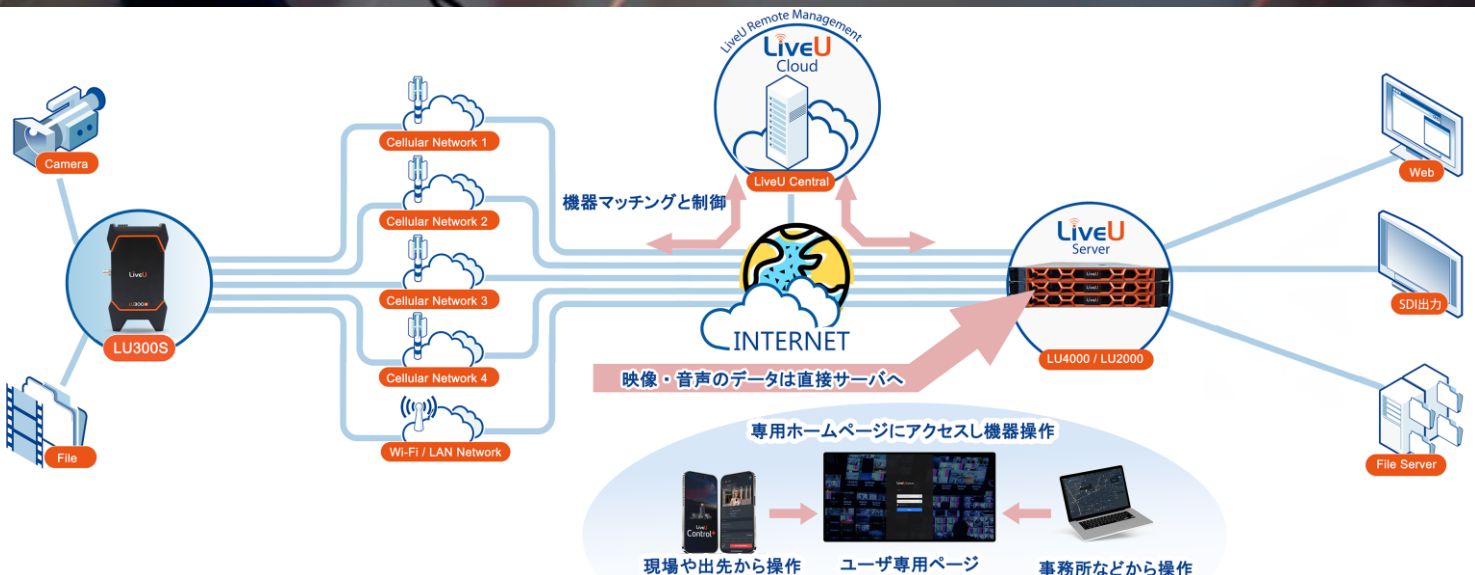 LiveU Remote Management
LiveU
Cloud
LiveU Central
Camera
Cellular Network 1
機器マッチングと制御
Web
Cellular Network 2
LiveU
Server
LiveU
LU300S
Cellular Network 3
LiveU
LiveU
LiveU
SDI出力
INTERNET
LU300S
LU4000 / LU2000
Cellular Network 4
映像・音声のデータは直接サーバへ
専用ホームページにアクセスし機器操作
File
Wi-Fi / LAN Network
File Server
LiveU
Control+
現場や出先から操作
ユーザ専用ページ
事務所などから操作